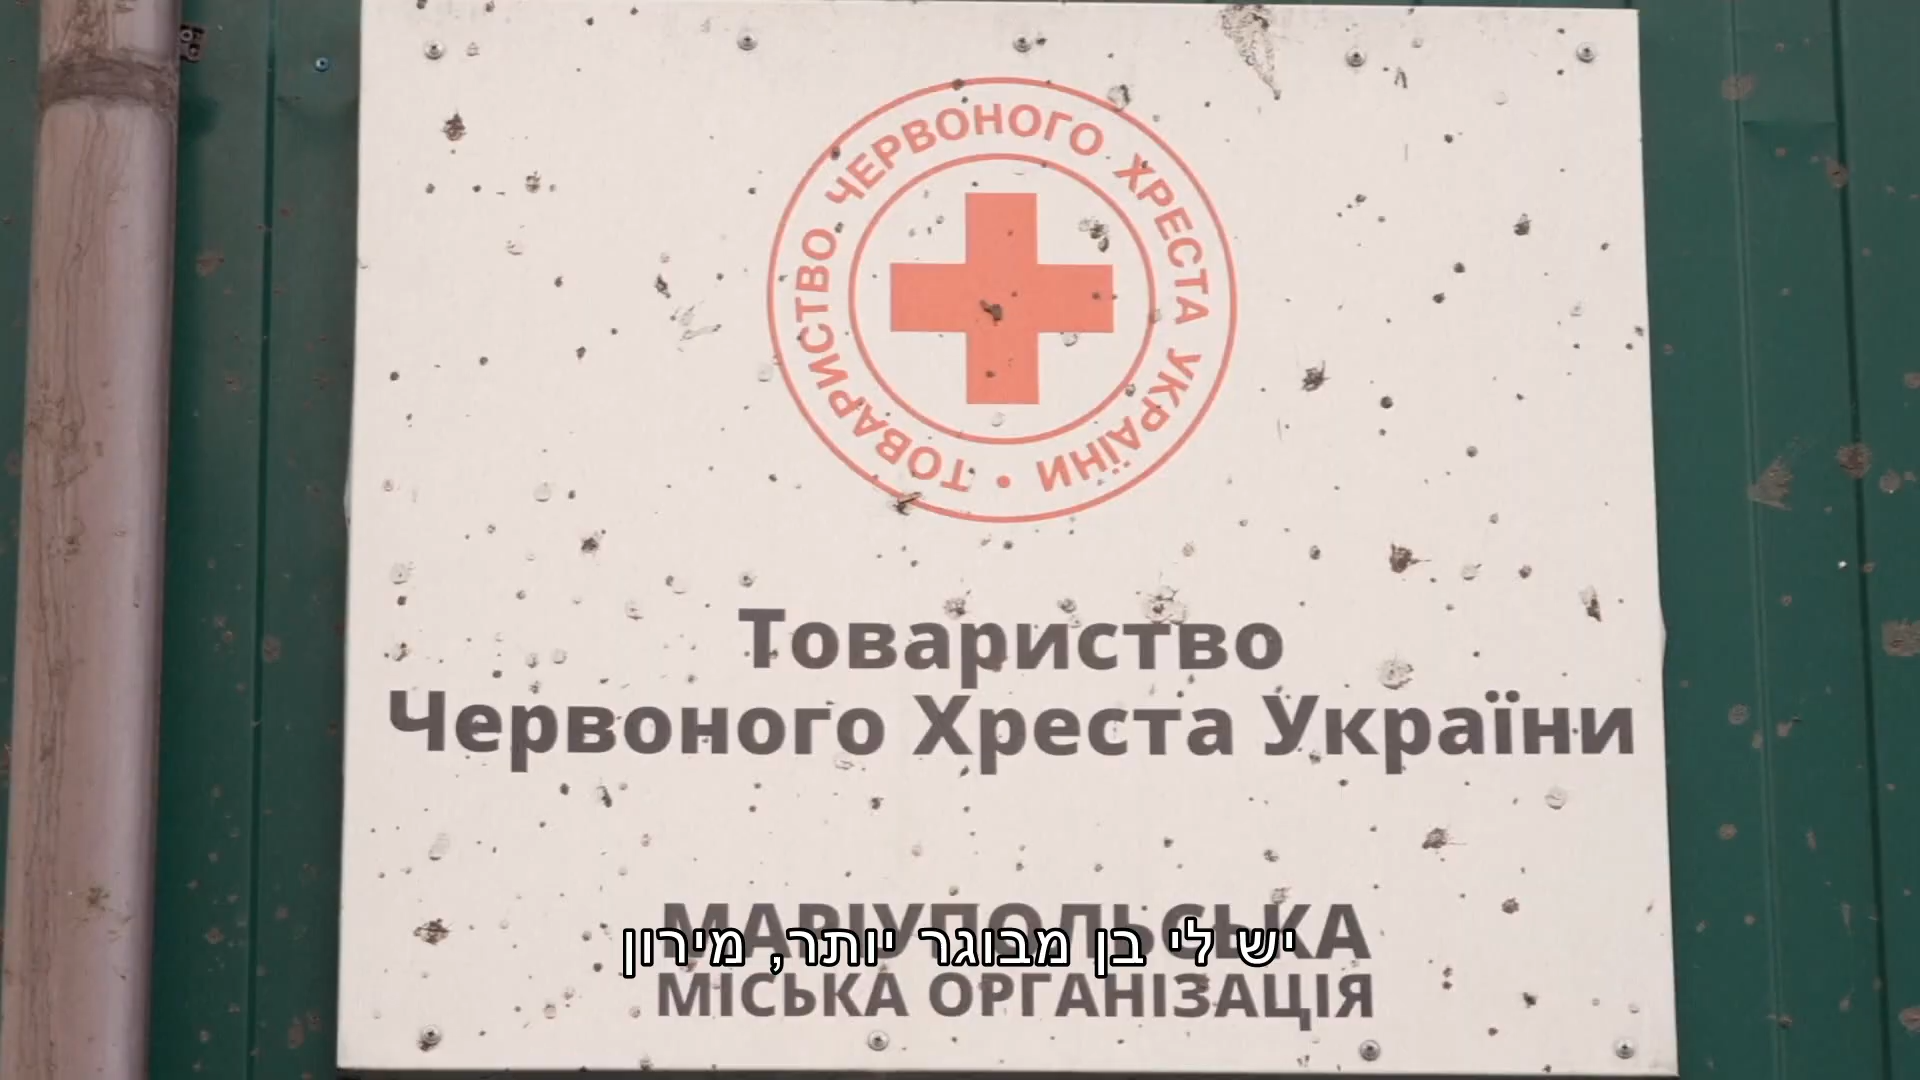 ТОВАРИСТВО ЧЕРВОНОГО ХРЕСТА УКРАЇНИ •
Товариство
Червоного Хреста України
МАРІУПОЛЬСЬКА
יש לי בן מבוגר יותר, מירון
МІСЬКА ОРГАНІЗАЦІЯ